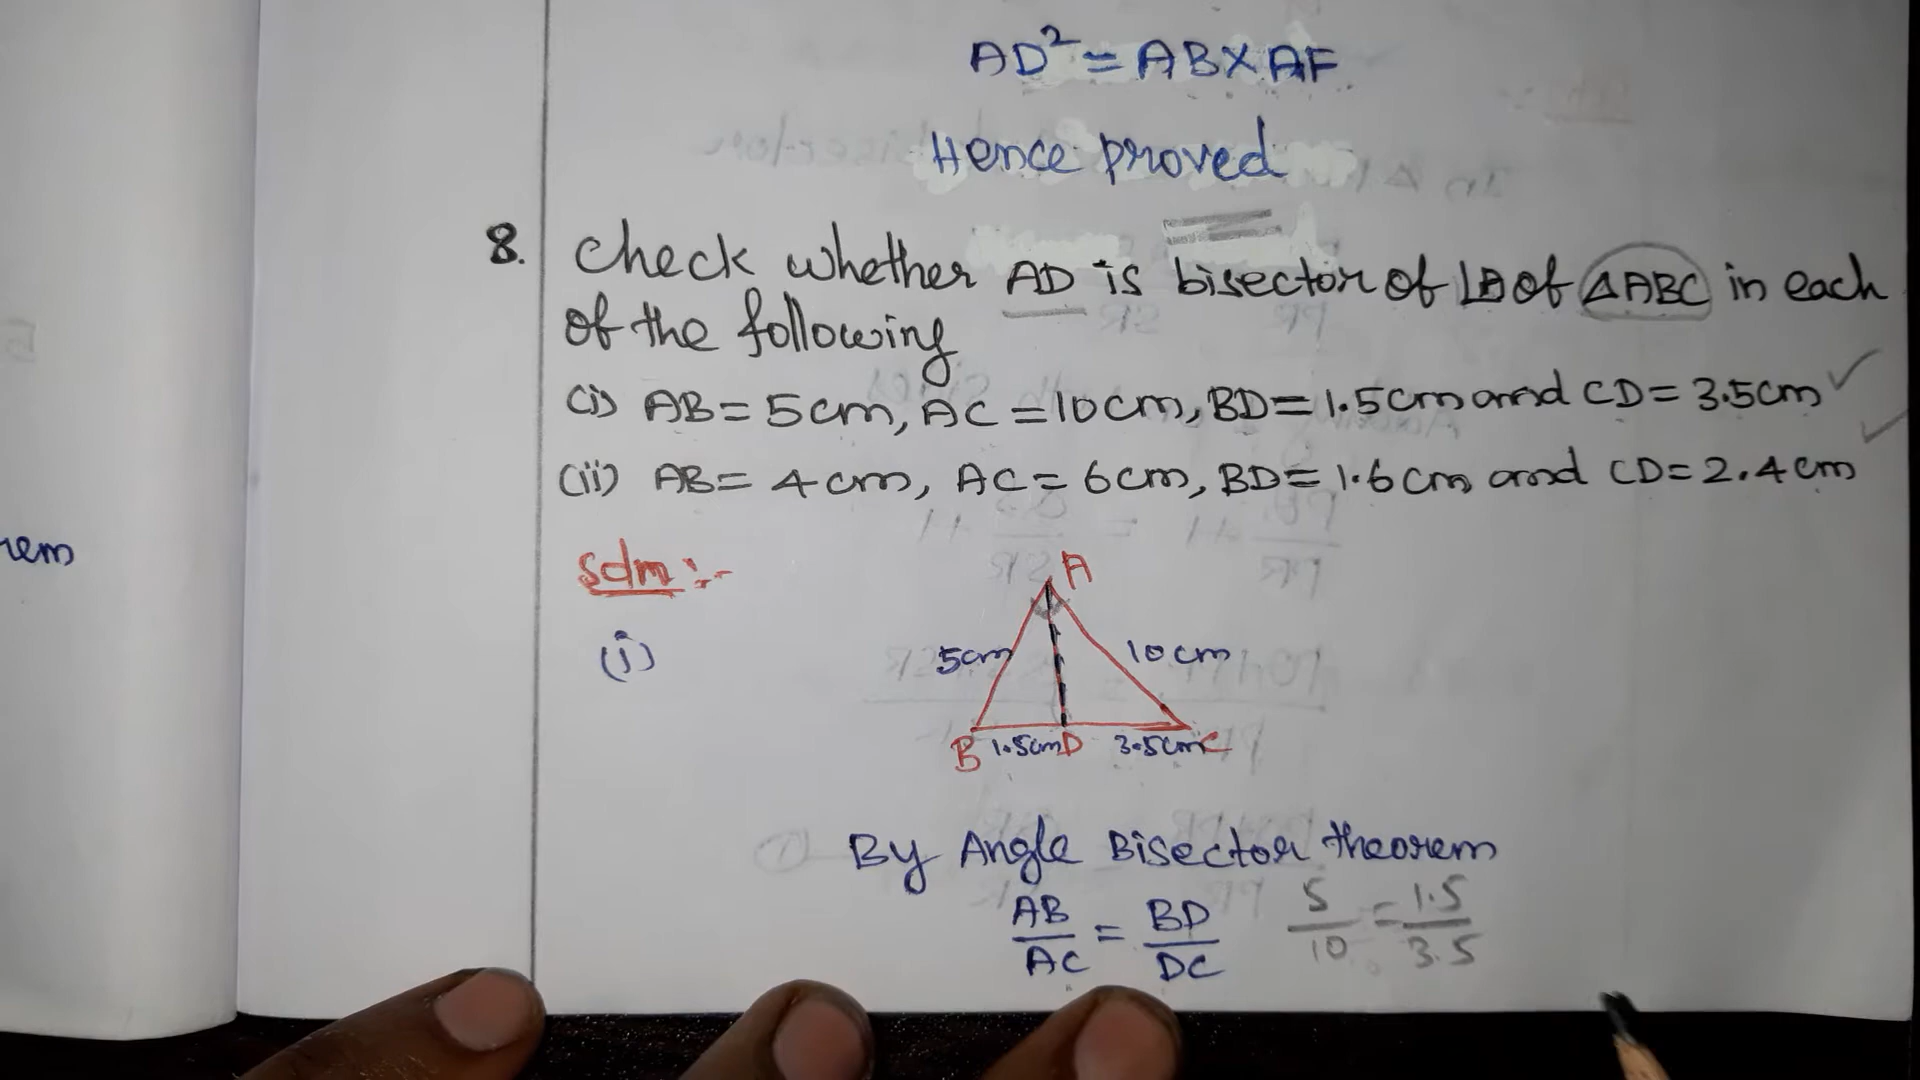 AD² = AB × AF
Hence proved
8. Check whether AD is bisector of ∠A of △ABC in each
of the following
(i) AB = 5cm, AC = 10cm, BD = 1.5cm and CD = 3.5cm
(ii) AB = 4cm, AC = 6cm, BD = 1.6cm and CD = 2.4cm
rem
Soln :-
A
(i)
5cm 10cm
B 1.5cm D 3.5cm C
By Angle Bisector theorem
AB/AC = BD/DC 5/10 = 1.5/3.5